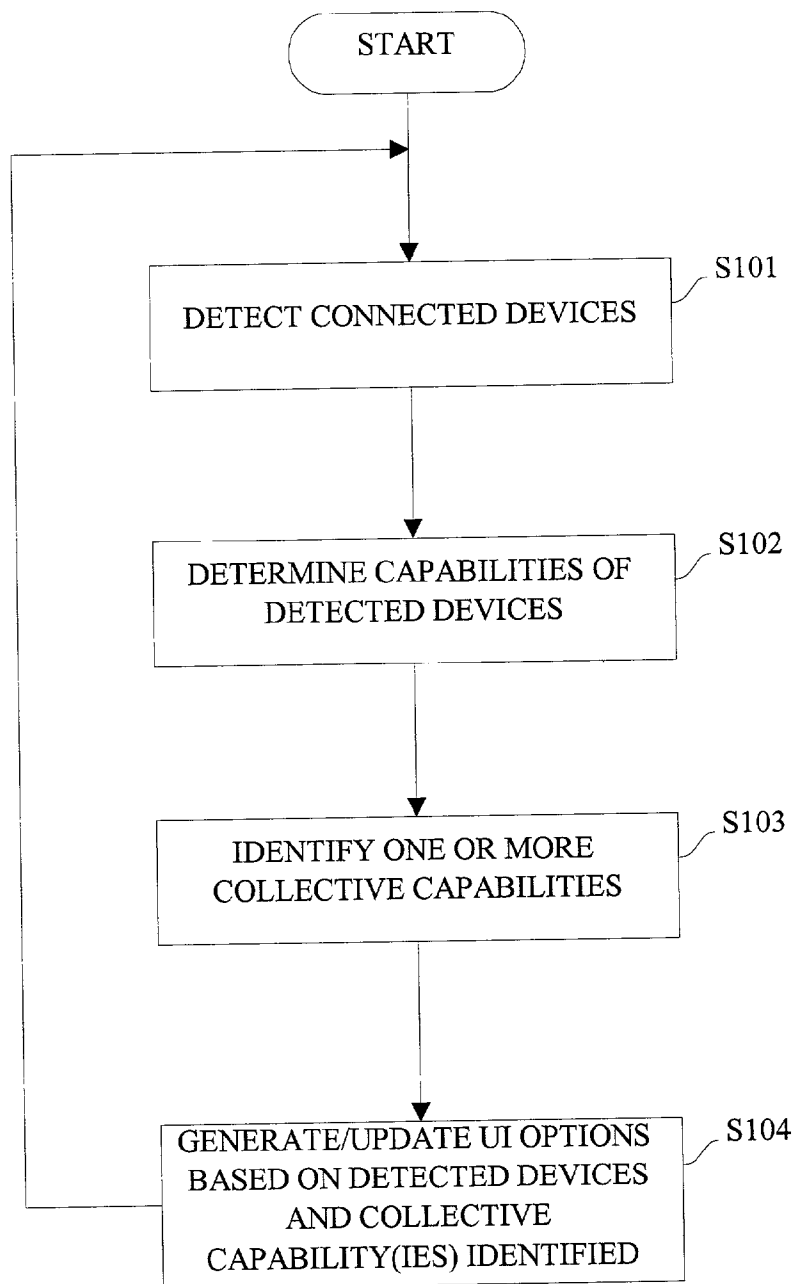 START
S101
DETECT CONNECTED DEVICES
S102
DETERMINE CAPABILITIES OF
DETECTED DEVICES
S103
IDENTIFY ONE OR MORE
COLLECTIVE CAPABILITIES
S104
GENERATE/UPDATE UI OPTIONS
BASED ON DETECTED DEVICES
AND COLLECTIVE
CAPABILITY(IES) IDENTIFIED